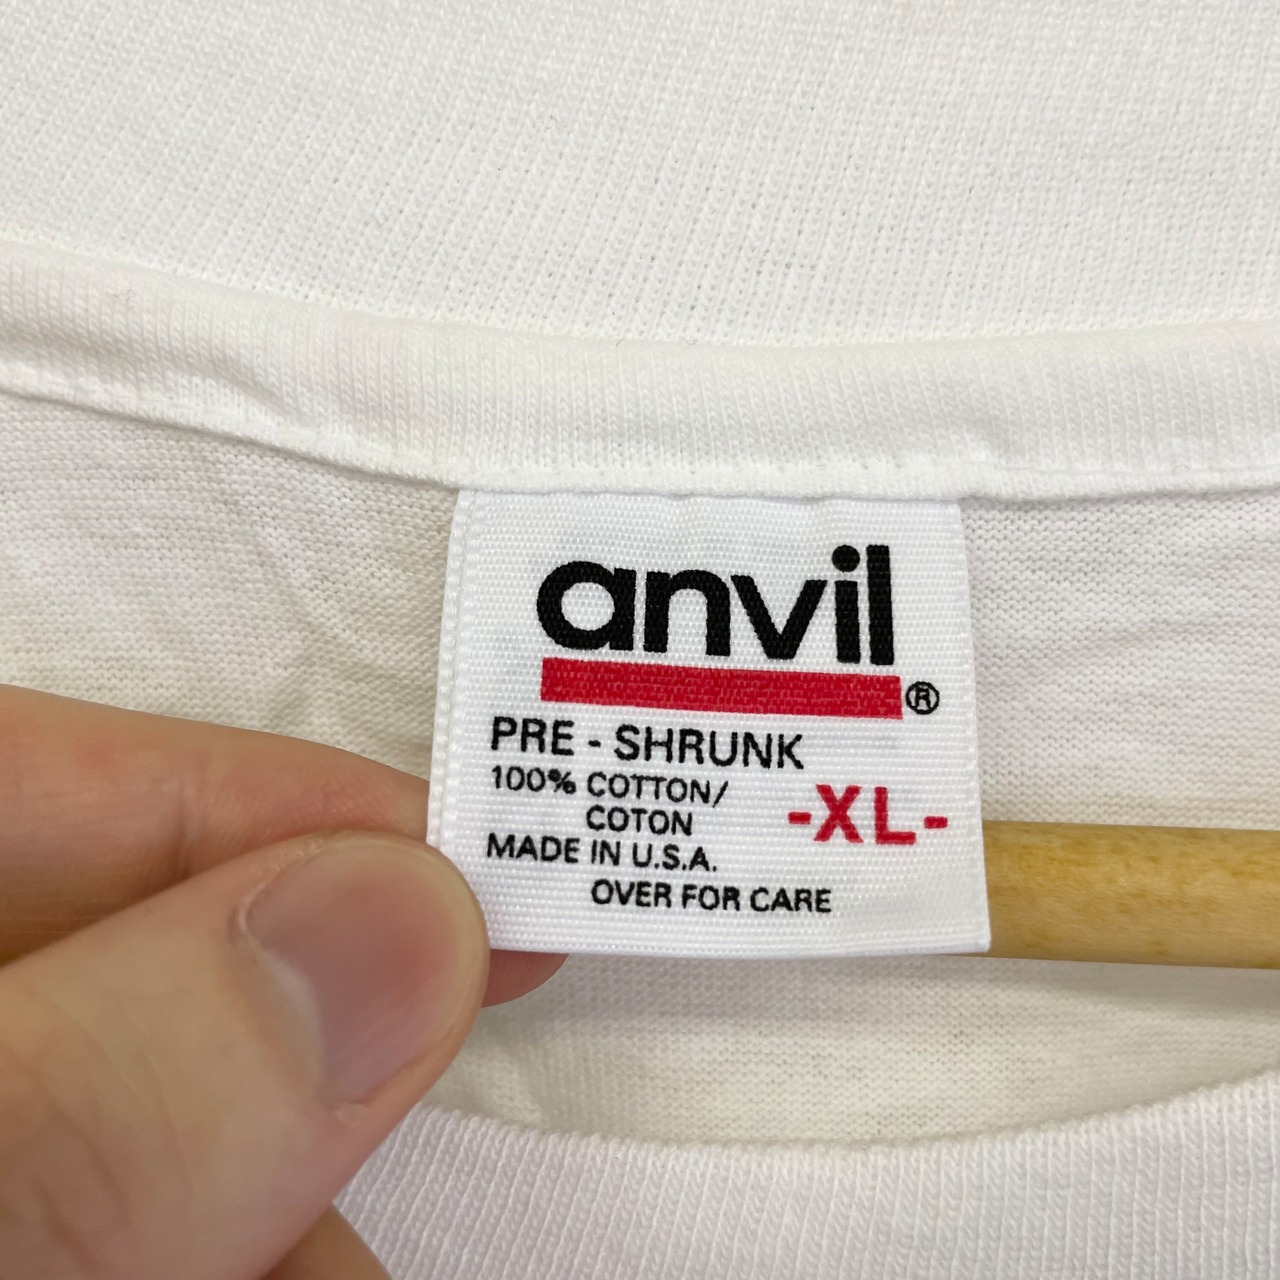 anvil®
PRE - SHRUNK
100% COTTON/
COTON
-XL-
MADE IN U.S.A.
OVER FOR CARE